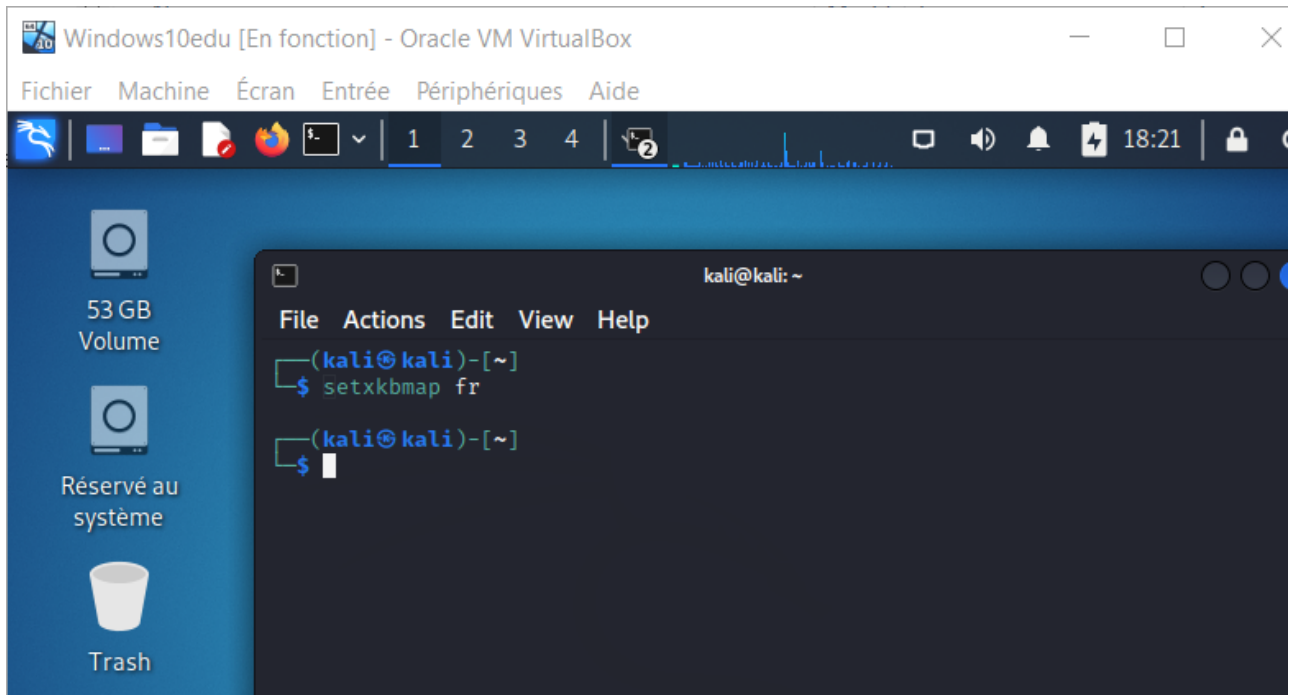 Windows10edu [En fonction] - Oracle VM VirtualBox
Fichier Machine Écran Entrée Périphériques Aide
1 2 3 4 2 18:21
53 GB
Volume
Réservé au
système
Trash
kali@kali: ~
File Actions Edit View Help
┌──(kali㉿kali)-[~]
└─$ setxkbmap fr
┌──(kali㉿kali)-[~]
└─$